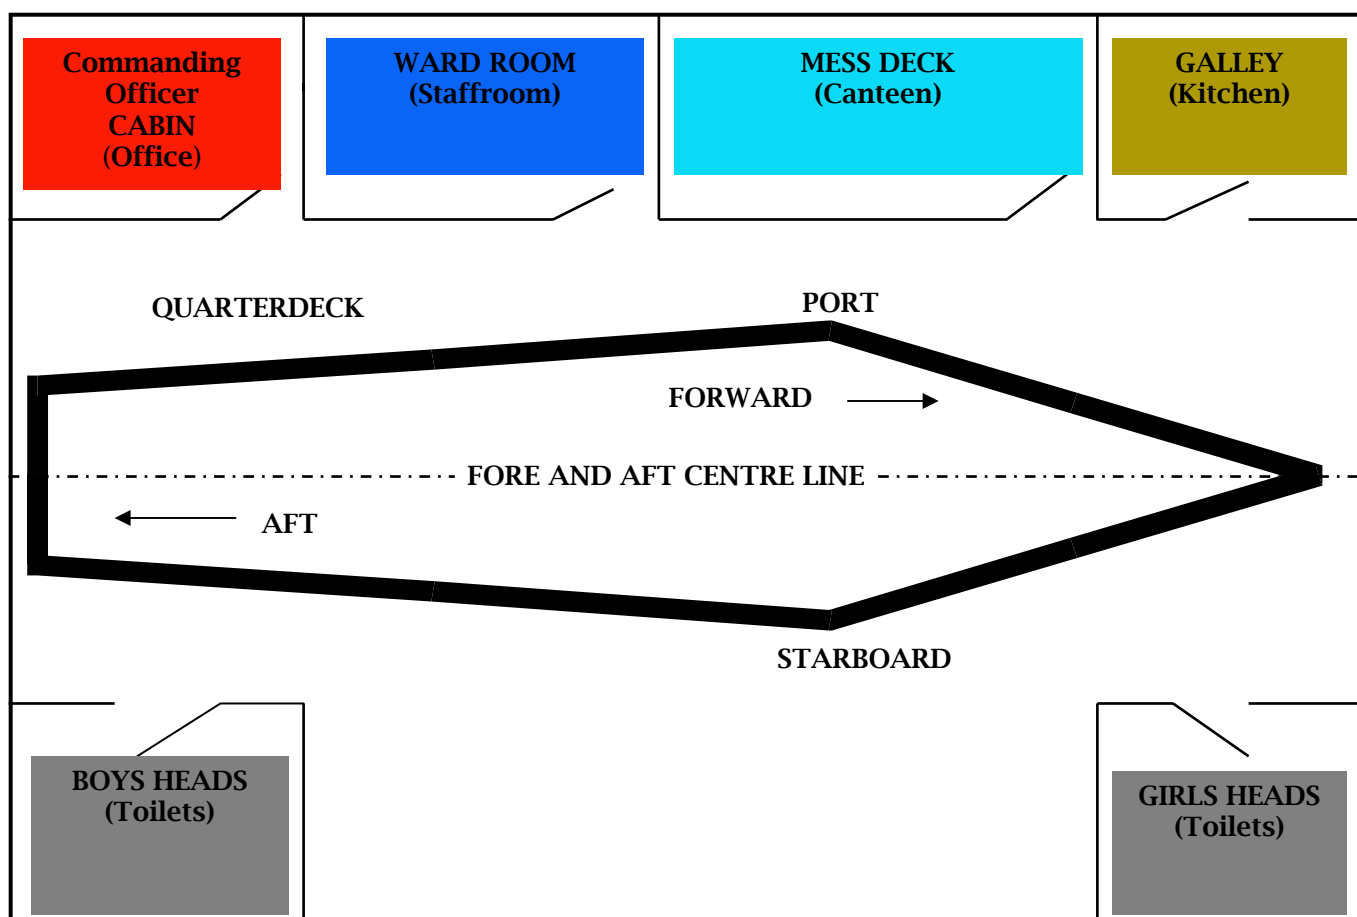 Commanding
Officer
CABIN
(Office)
WARD ROOM
(Staffroom)
MESS DECK
(Canteen)
GALLEY
(Kitchen)
QUARTERDECK
PORT
FORWARD
FORE AND AFT CENTRE LINE
AFT
STARBOARD
BOYS HEADS
(Toilets)
GIRLS HEADS
(Toilets)